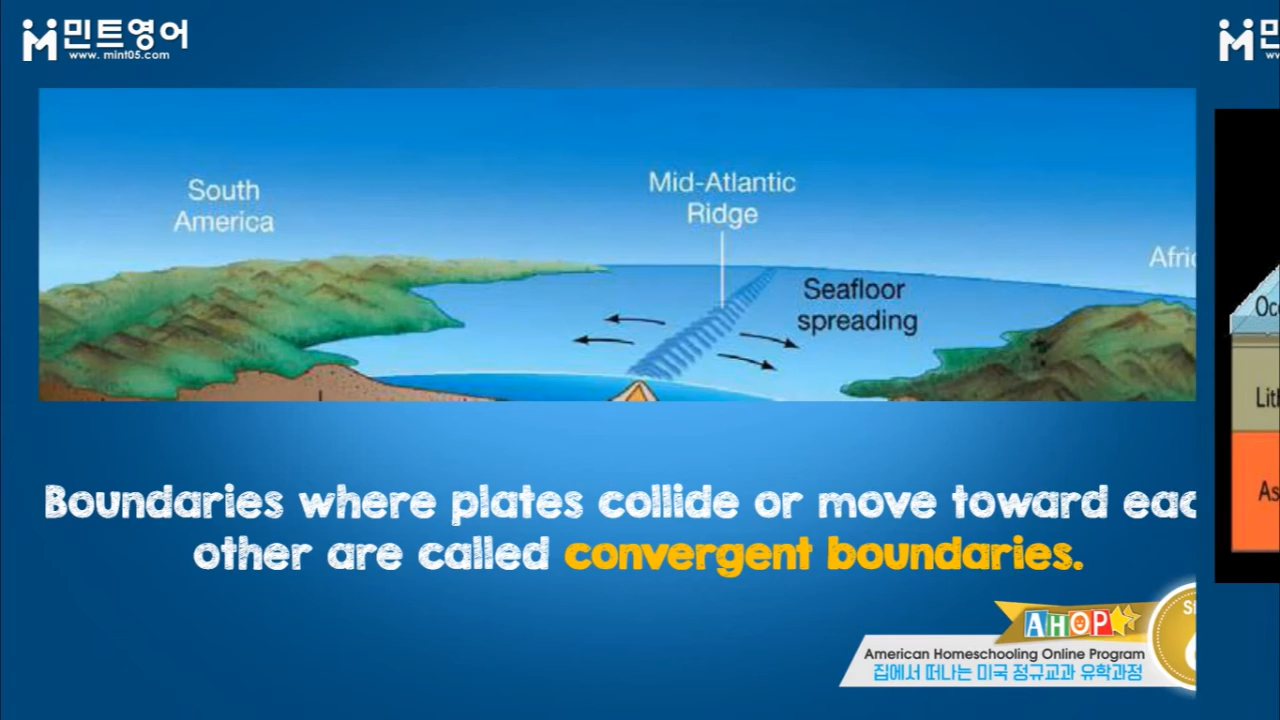 민트영어
www. mint05.com
South
America
Mid-Atlantic
Ridge
Seafloor
spreading
Boundaries where plates collide or move toward
other are called convergent boundaries.
AHOP
American Homeschooling Online Program
집에서 떠나는 미국 정규교과 유학과정